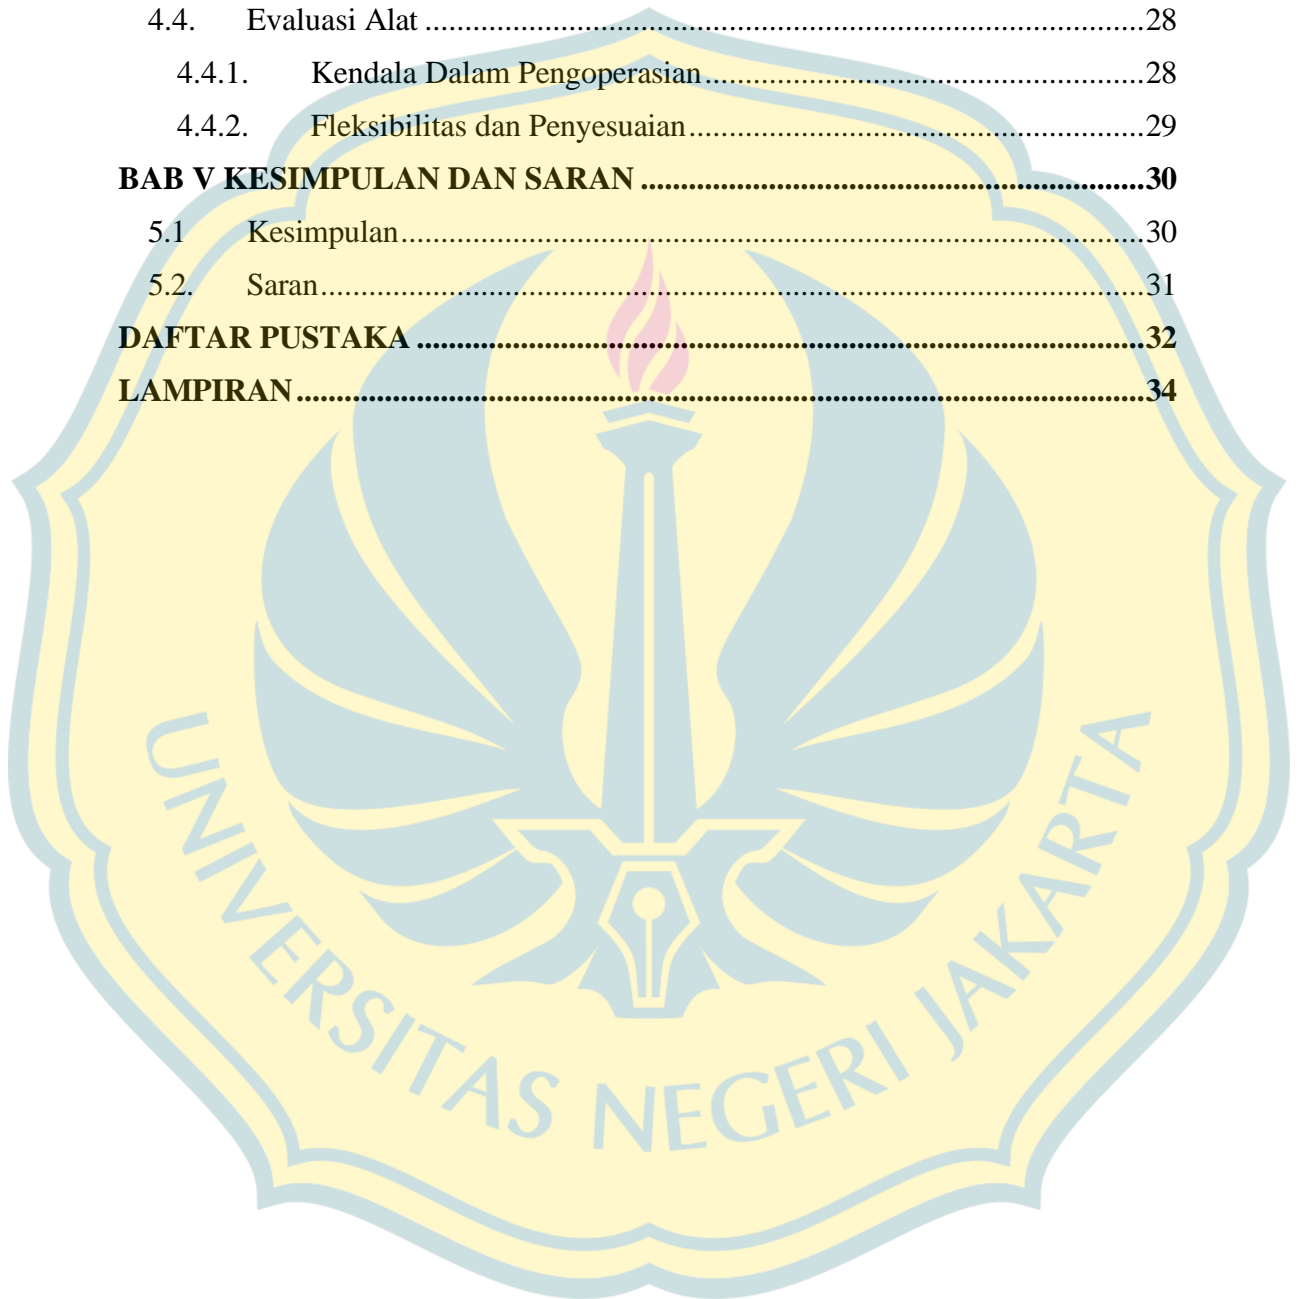 4.4. Evaluasi Alat ........................................................................................ 28
4.4.1. Kendala Dalam Pengoperasian ...................................................... 28
4.4.2. Fleksibilitas dan Penyesuaian ........................................................ 29
BAB V KESIMPULAN DAN SARAN .............................................................. 30
5.1 Kesimpulan ........................................................................................... 30
5.2. Saran ..................................................................................................... 31
DAFTAR PUSTAKA .......................................................................................... 32
LAMPIRAN ......................................................................................................... 34
UNIVERSITAS NEGERI JAKARTA